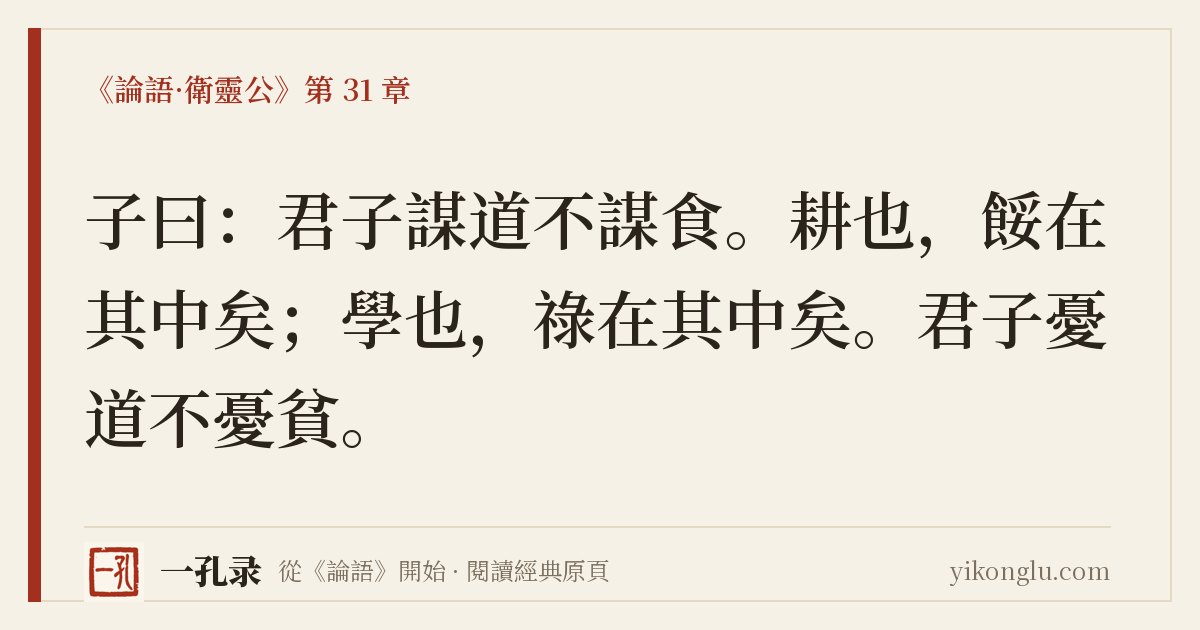 《論語·衛靈公》第 31 章
子曰：君子謀道不謀食。耕也，餒在
其中矣；學也，祿在其中矣。君子憂
道不憂貧。
一孔
一孔录 從《論語》開始 · 閱讀經典原頁 yikonglu.com